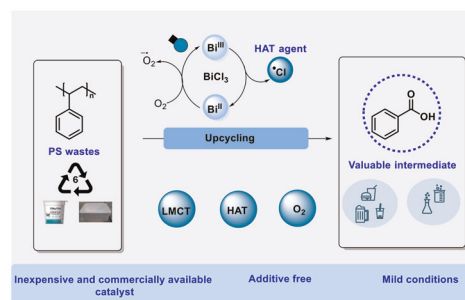 Bi^III
HAT agent
•−
O₂
BiCl₃
•Cl
O₂
Bi^II
n
O
OH
PS wastes
Upcycling
Valuable intermediate
6
LMCT
HAT
O₂
Inexpensive and commercially available
catalyst
Additive free
Mild conditions